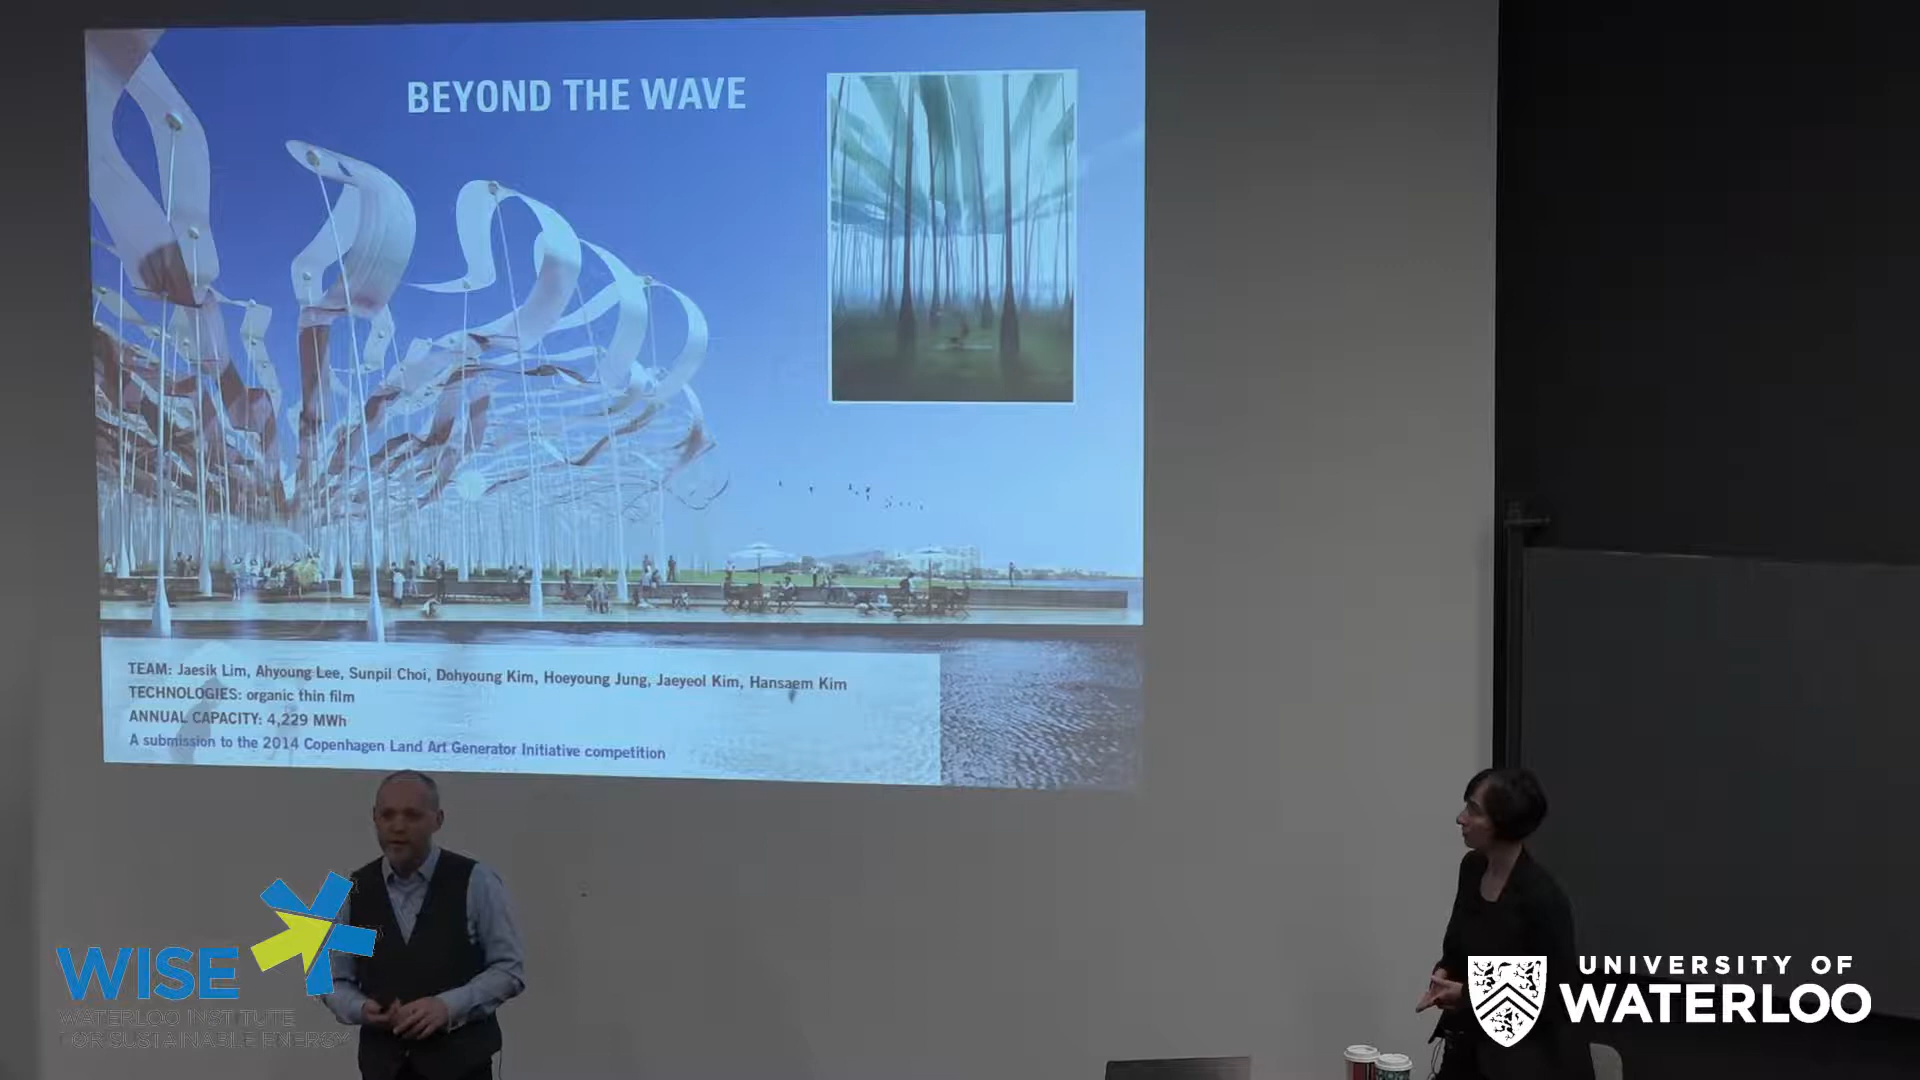 BEYOND THE WAVE
TEAM: Jaesik Lim, Ahyoung Lee, Sunpil Choi, Dohyoung Kim, Hoeyoung Jung, Jaeyeol Kim, Hansaem Kim
TECHNOLOGIES: organic thin film
ANNUAL CAPACITY: 4,229 MWh
A submission to the 2014 Copenhagen Land Art Generator Initiative competition
WISE
WATERLOO INSTITUTE
FOR SUSTAINABLE ENERGY
UNIVERSITY OF
WATERLOO